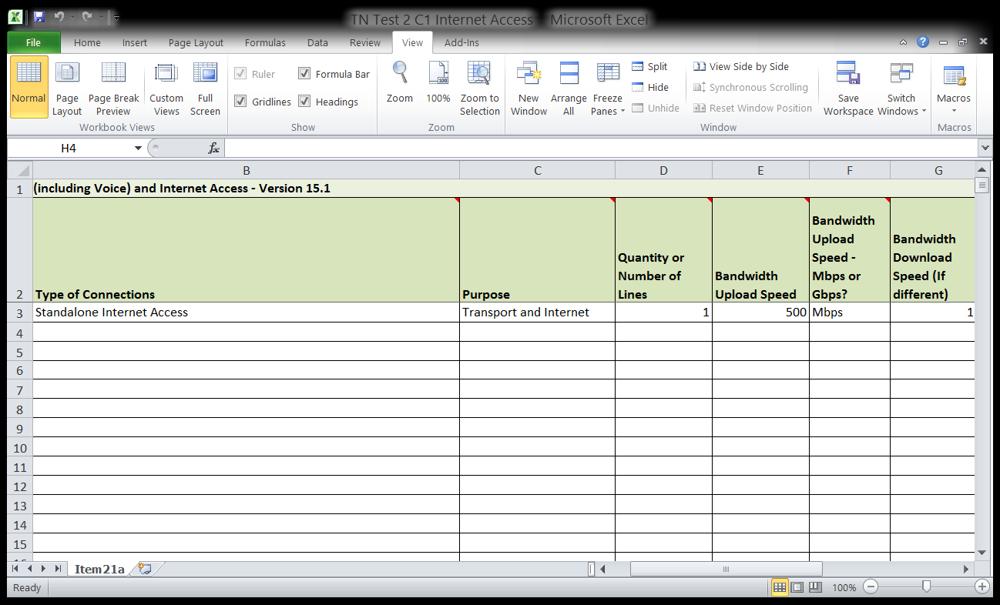 TN Test 2 C1 Internet Access - Microsoft Excel
File Home Insert Page Layout Formulas Data Review View Add-Ins
Normal
Page Layout
Page Break Preview
Custom Views
Full Screen
Workbook Views
Ruler
Formula Bar
Gridlines
Headings
Show
Zoom
100%
Zoom to Selection
Zoom
New Window
Arrange All
Freeze Panes
Split
Hide
Unhide
View Side by Side
Synchronous Scrolling
Reset Window Position
Window
Save Workspace
Switch Windows
Macros
Macros
H4
fx
B C D E F G
1 (including Voice) and Internet Access - Version 15.1
2
Type of Connections
Purpose
Quantity or
Number of
Lines
Bandwidth
Upload Speed
Bandwidth
Upload
Speed -
Mbps or
Gbps?
Bandwidth
Download
Speed (If
different)
3 Standalone Internet Access Transport and Internet 1 500 Mbps 1
4
5
6
7
8
9
10
11
12
13
14
15
16
Item21a
Ready
100%